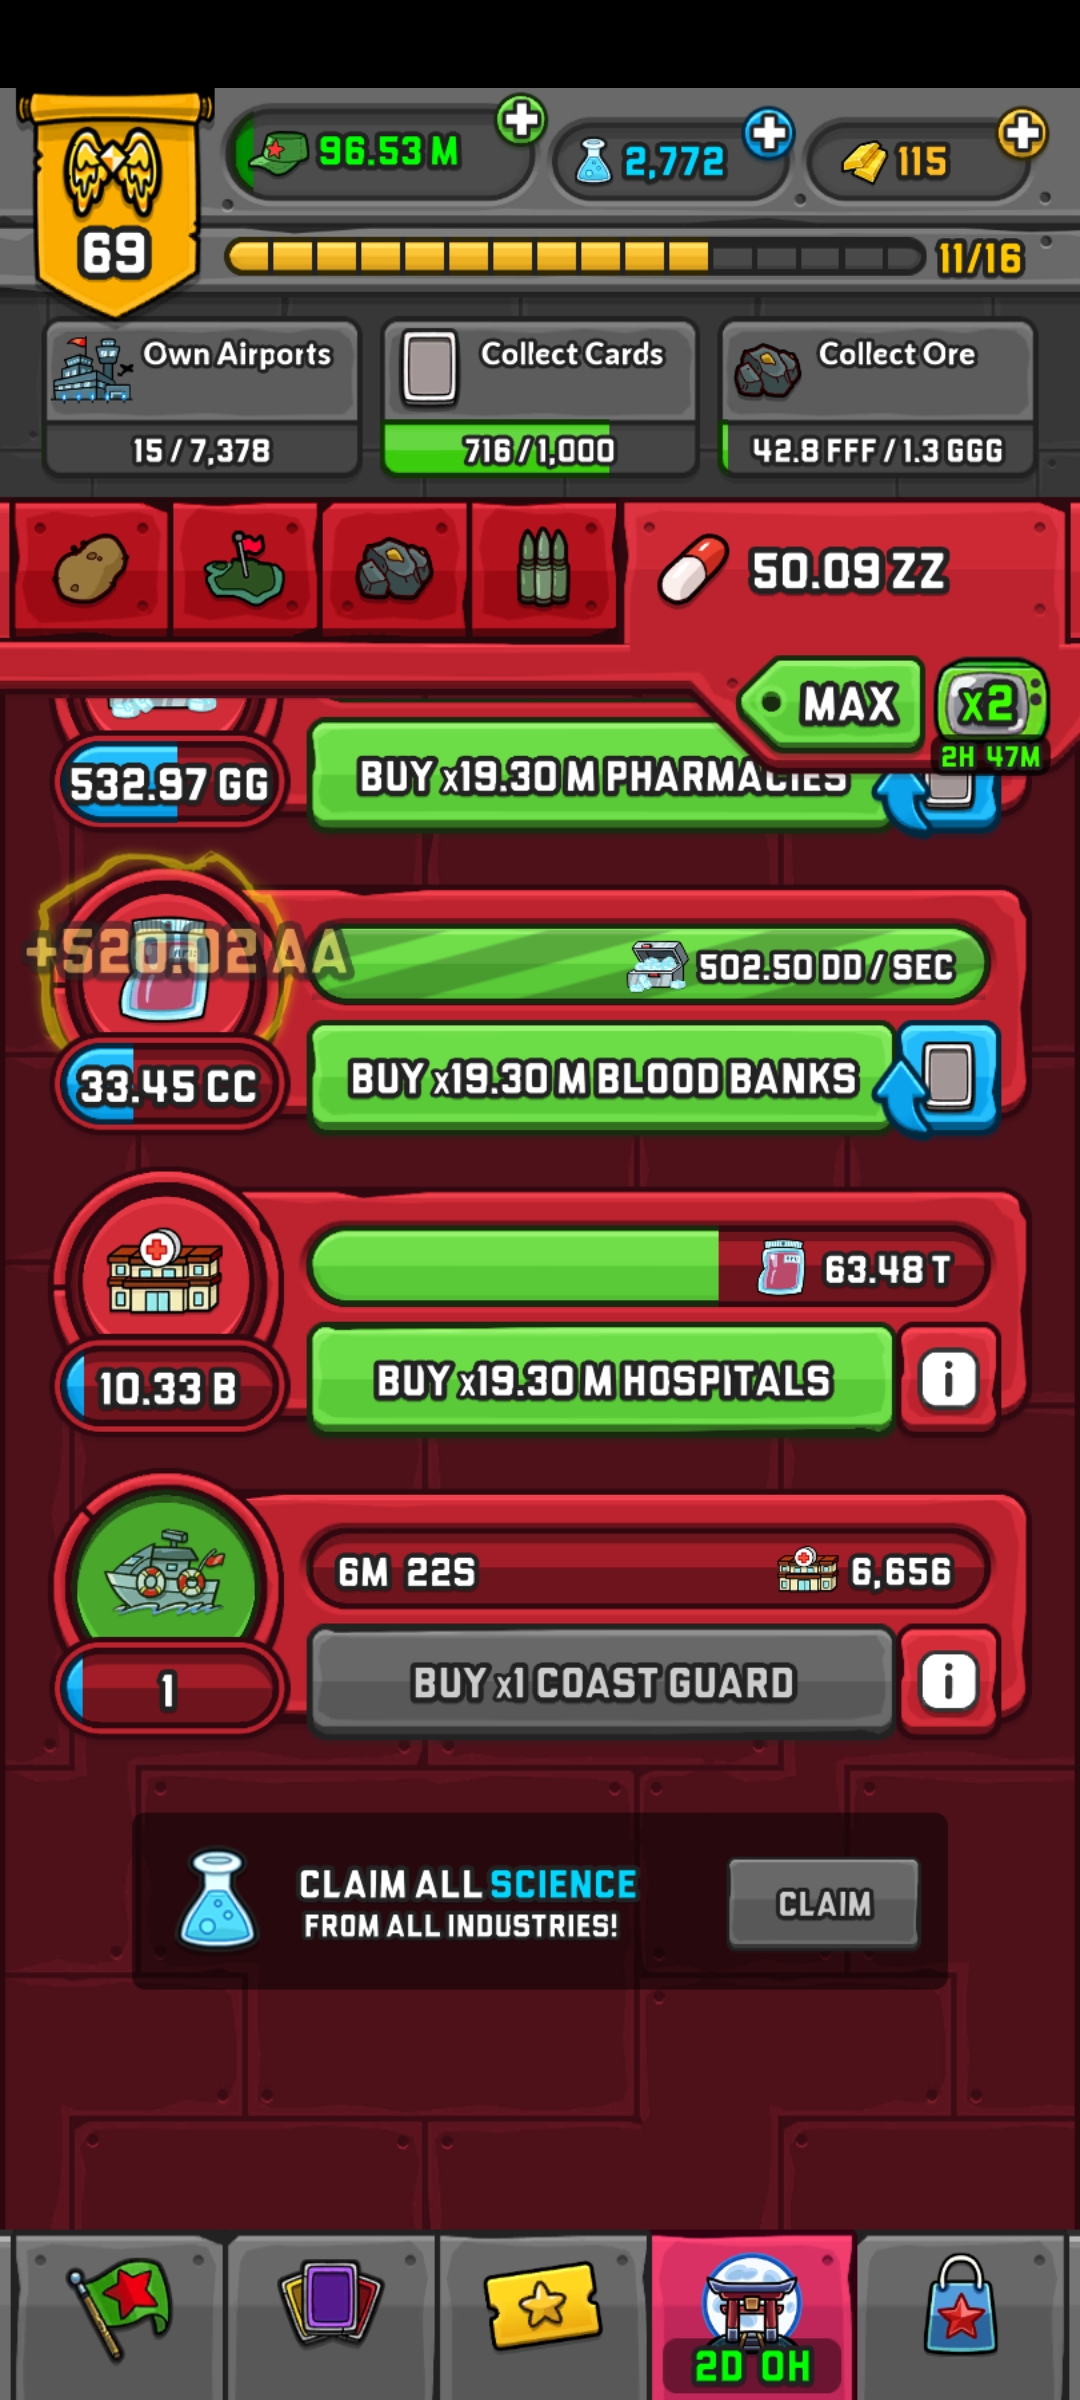 96.53 M
2,772
115
69
11/16
Own Airports
Collect Cards
Collect Ore
15 / 7,378
716 / 1,000
42.8 FFF / 1.3 GGG
50.09 ZZ
MAX
x2
2H 47M
532.97 GG
BUY x19.30 M PHARMACIES
+520.02 AA
502.50 DD / SEC
33.45 CC
BUY x19.30 M BLOOD BANKS
63.48 T
10.33 B
BUY x19.30 M HOSPITALS
i
6M 22S
6,656
1
BUY x1 COAST GUARD
i
CLAIM ALL SCIENCE
FROM ALL INDUSTRIES!
CLAIM
2D 0H